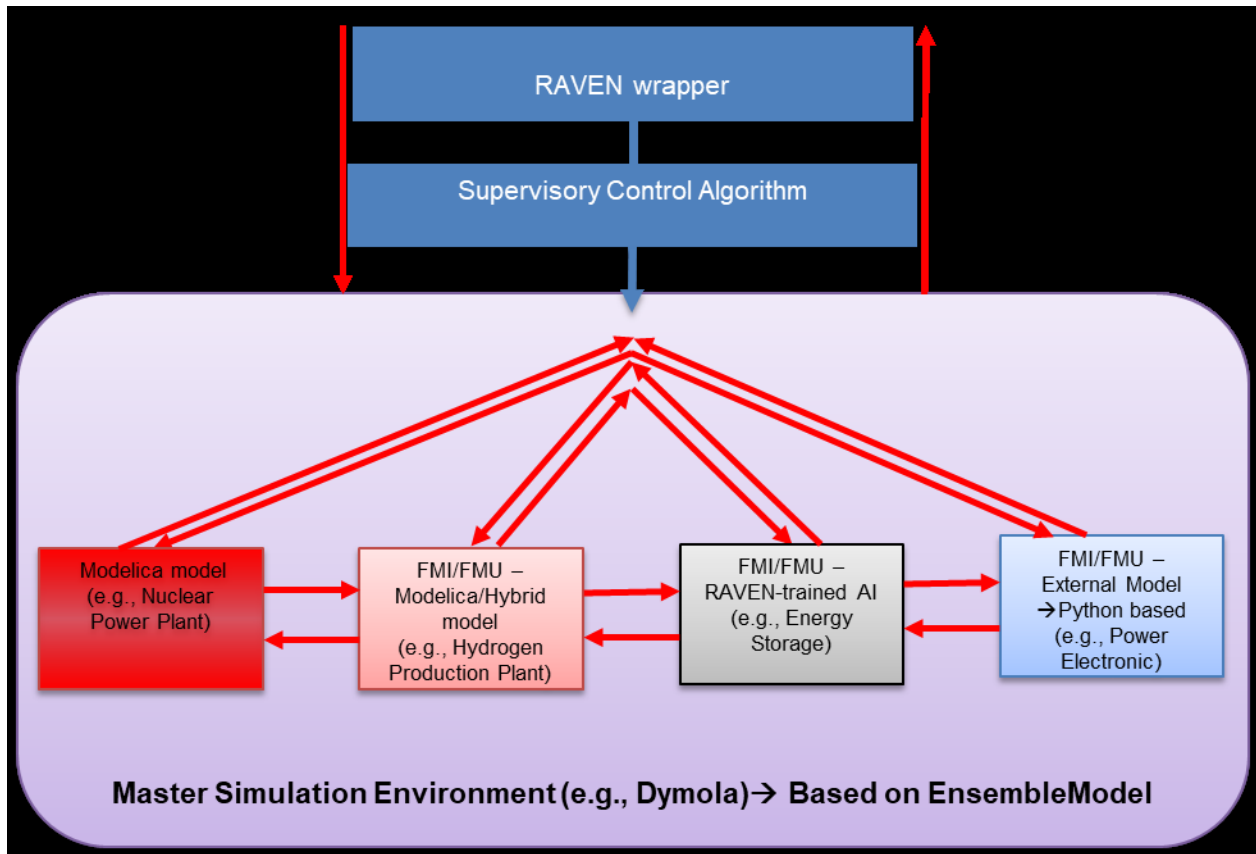 RAVEN wrapper
Supervisory Control Algorithm
Modelica model
(e.g., Nuclear
Power Plant)
FMI/FMU –
Modelica/Hybrid
model
(e.g., Hydrogen
Production Plant)
FMI/FMU –
RAVEN-trained AI
(e.g., Energy
Storage)
FMI/FMU –
External Model
→Python based
(e.g., Power
Electronic)
Master Simulation Environment (e.g., Dymola)→ Based on EnsembleModel